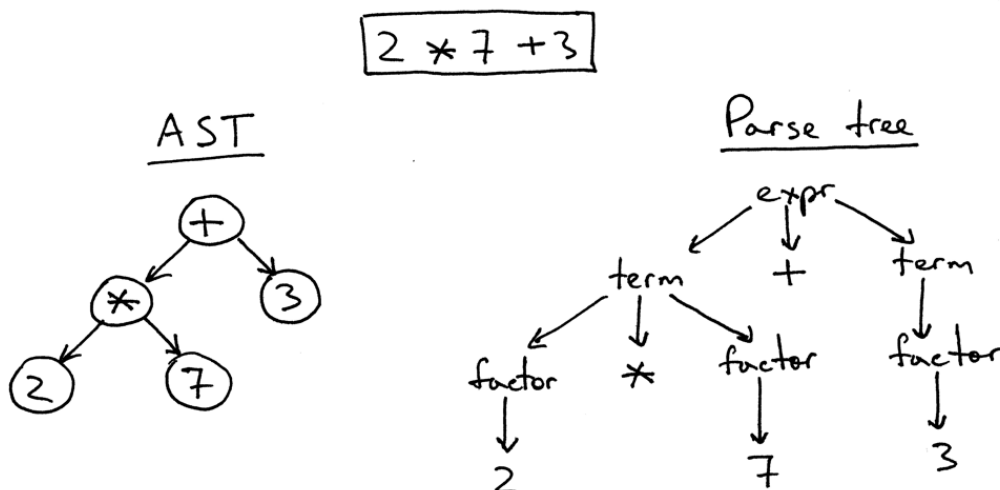 2 * 7 + 3
AST
Parse tree
+
* 3
2 7
expr
term + term
factor * factor factor
2 7 3